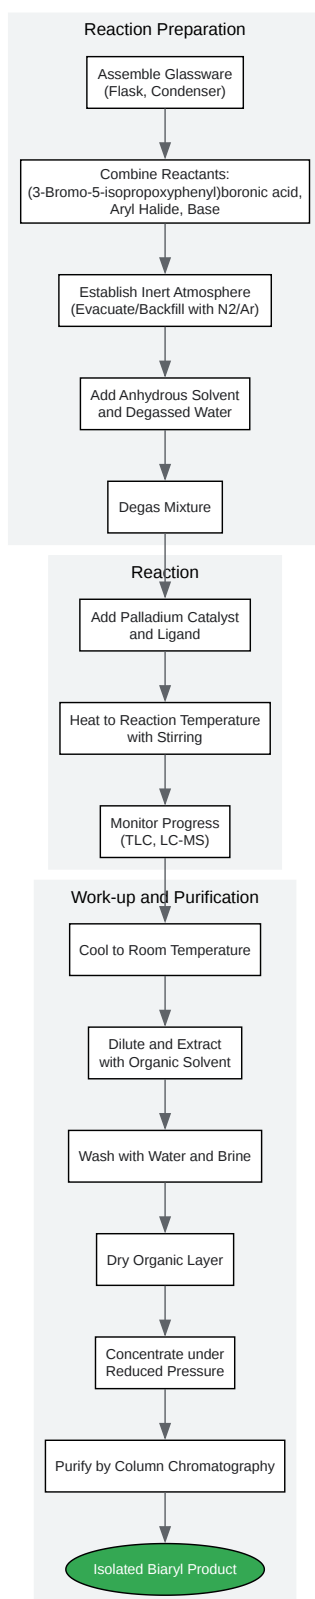 Reaction Preparation
Assemble Glassware
(Flask, Condenser)
Combine Reactants:
(3-Bromo-5-isopropoxyphenyl)boronic acid,
Aryl Halide, Base
Establish Inert Atmosphere
(Evacuate/Backfill with N2/Ar)
Add Anhydrous Solvent
and Degassed Water
Degas Mixture
Reaction
Add Palladium Catalyst
and Ligand
Heat to Reaction Temperature
with Stirring
Monitor Progress
(TLC, LC-MS)
Work-up and Purification
Cool to Room Temperature
Dilute and Extract
with Organic Solvent
Wash with Water and Brine
Dry Organic Layer
Concentrate under
Reduced Pressure
Purify by Column Chromatography
Isolated Biaryl Product